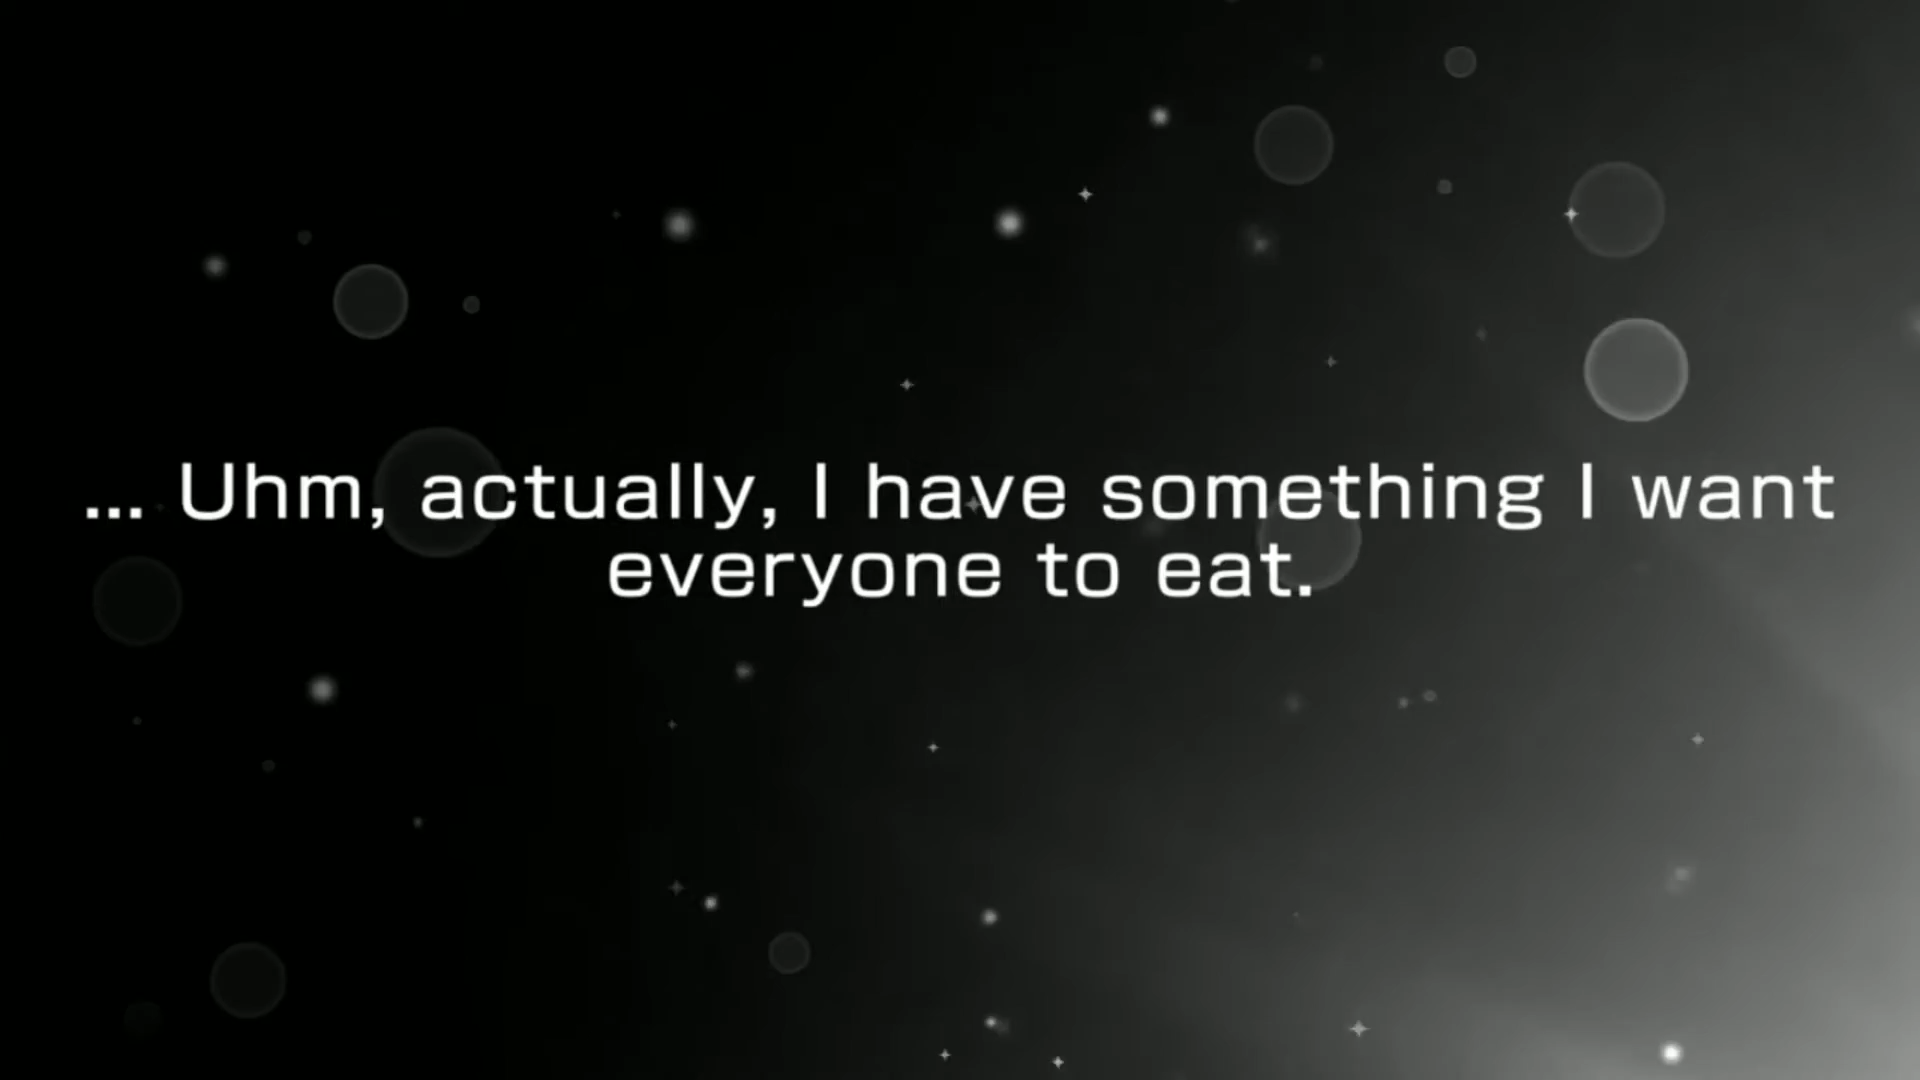 ... Uhm, actually, I have something I want
everyone to eat.